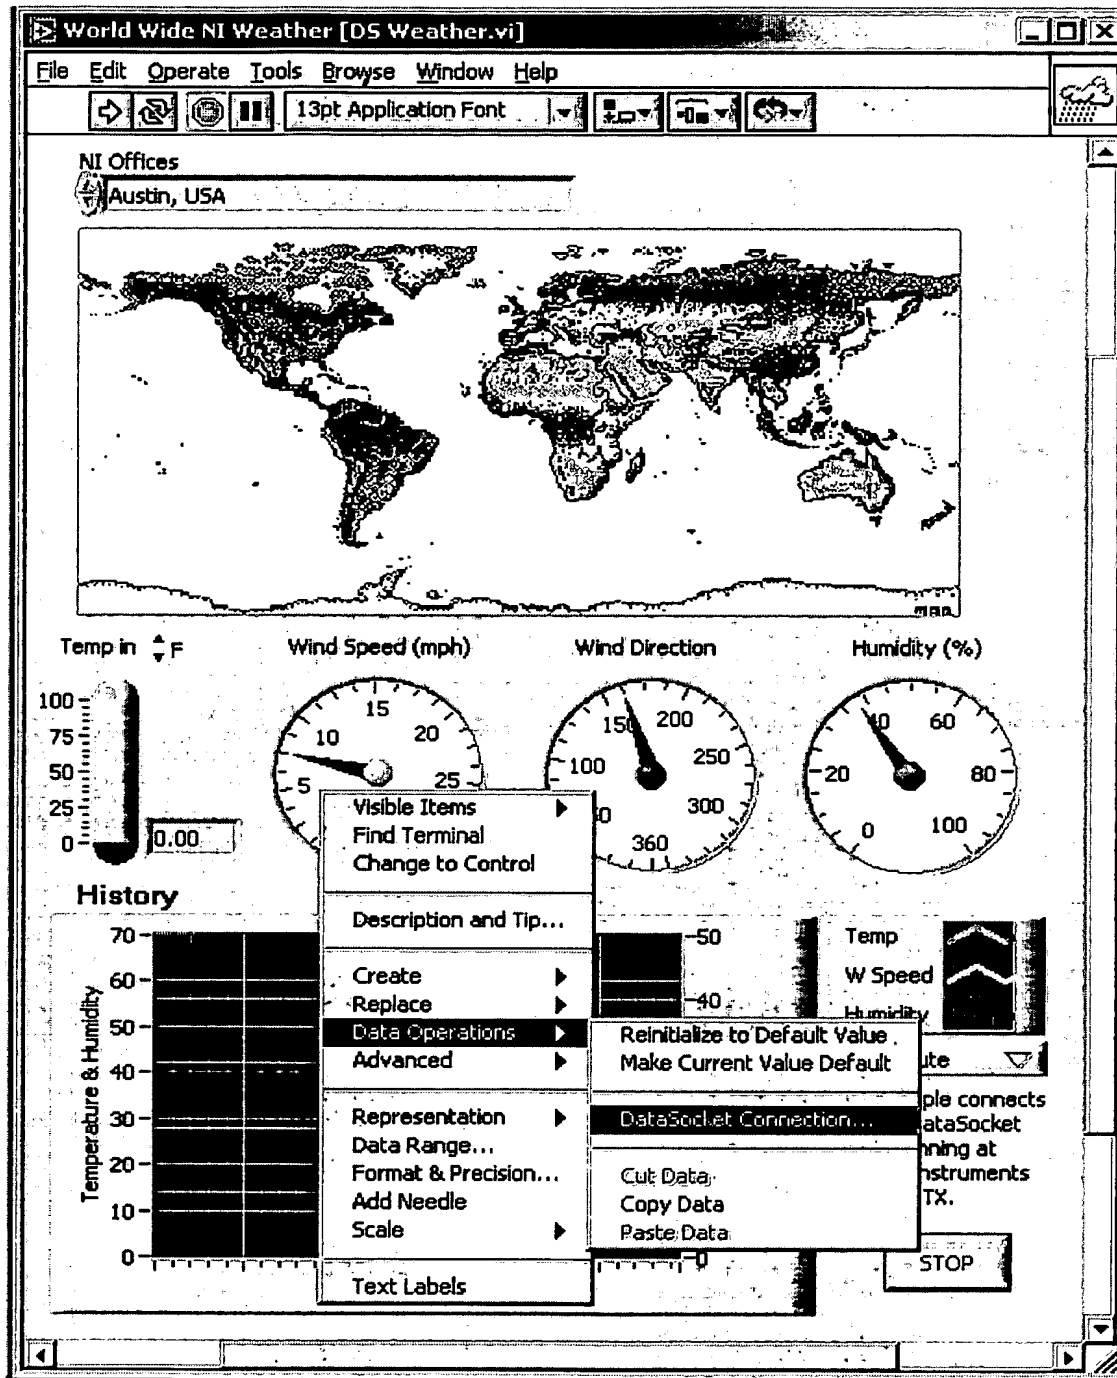 World Wide NI Weather [DS Weather.vi]
File Edit Operate Tools Browse Window Help
13pt Application Font
NI Offices
Austin, USA
map
Temp in F
Wind Speed (mph)
Wind Direction
Humidity (%)
100
75
50
25
0
0.00
5
10
15
20
25
100
150
200
250
300
360
0
20
40
60
80
100
Visible Items
Find Terminal
Change to Control
Description and Tip...
Create
Replace
Data Operations
Advanced
Representation
Data Range...
Format & Precision...
Add Needle
Scale
Text Labels
Reinitialize to Default Value
Make Current Value Default
DataSocket Connection...
Cut Data
Copy Data
Paste Data
History
Temperature & Humidity
70
60
50
40
30
20
10
0
50
40
0
Temp
W Speed
Humidity
ute
ple connects
ataSocket
nning at
nstruments
TX.
STOP